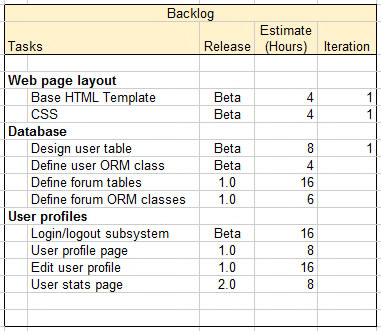 Backlog
Tasks Release Estimate (Hours) Iteration
Web page layout
Base HTML Template Beta 4 1
CSS Beta 4 1
Database
Design user table Beta 8 1
Define user ORM class Beta 4
Define forum tables 1.0 16
Define forum ORM classes 1.0 6
User profiles
Login/logout subsystem Beta 16
User profile page 1.0 8
Edit user profile 1.0 16
User stats page 2.0 8